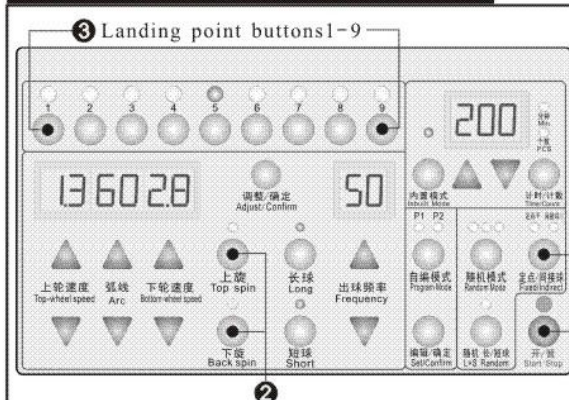 ❸ Landing point buttons1-9
1 2 3 4 5 6 7 8 9
200
分钟
Min.
个数
PCS
1.3 60 2.8
50
调整/确定
Adjust/Confirm
内置模式
Inbuilt Mode
计时/计数
P1 P2
上旋
Top spin
长球
Long
上轮速度
Top-wheel speed
弧线
Arc
下轮速度
Bottom-wheel speed
出球频率
Frequency
自编模式
Program-Mode
随机模式
Random Mode
定点/间接球
Fixed/Indirect
下旋
Back spin
短球
Short
编辑/确定
Set/Confirm
随机 长/短球
L+S Random
Start/Stop
❷